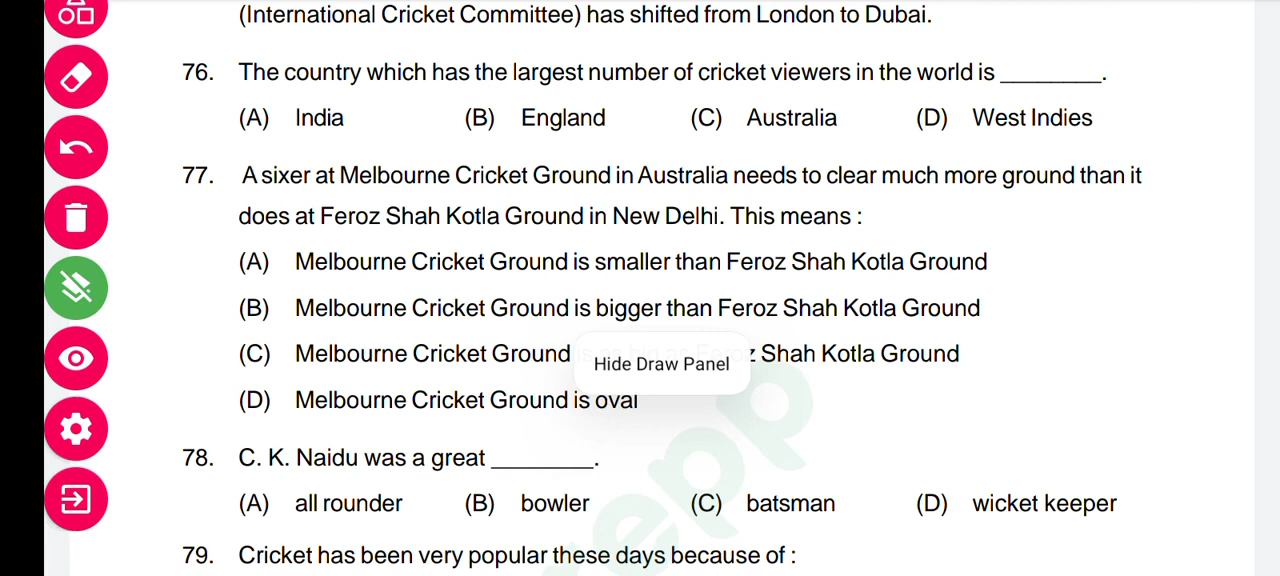 (International Cricket Committee) has shifted from London to Dubai.
76. The country which has the largest number of cricket viewers in the world is ________.
(A) India (B) England (C) Australia (D) West Indies
77. A sixer at Melbourne Cricket Ground in Australia needs to clear much more ground than it
does at Feroz Shah Kotla Ground in New Delhi. This means :
(A) Melbourne Cricket Ground is smaller than Feroz Shah Kotla Ground
(B) Melbourne Cricket Ground is bigger than Feroz Shah Kotla Ground
(C) Melbourne Cricket Ground Shah Kotla Ground
Hide Draw Panel
(D) Melbourne Cricket Ground is oval
78. C. K. Naidu was a great ________.
(A) all rounder (B) bowler (C) batsman (D) wicket keeper
79. Cricket has been very popular these days because of :